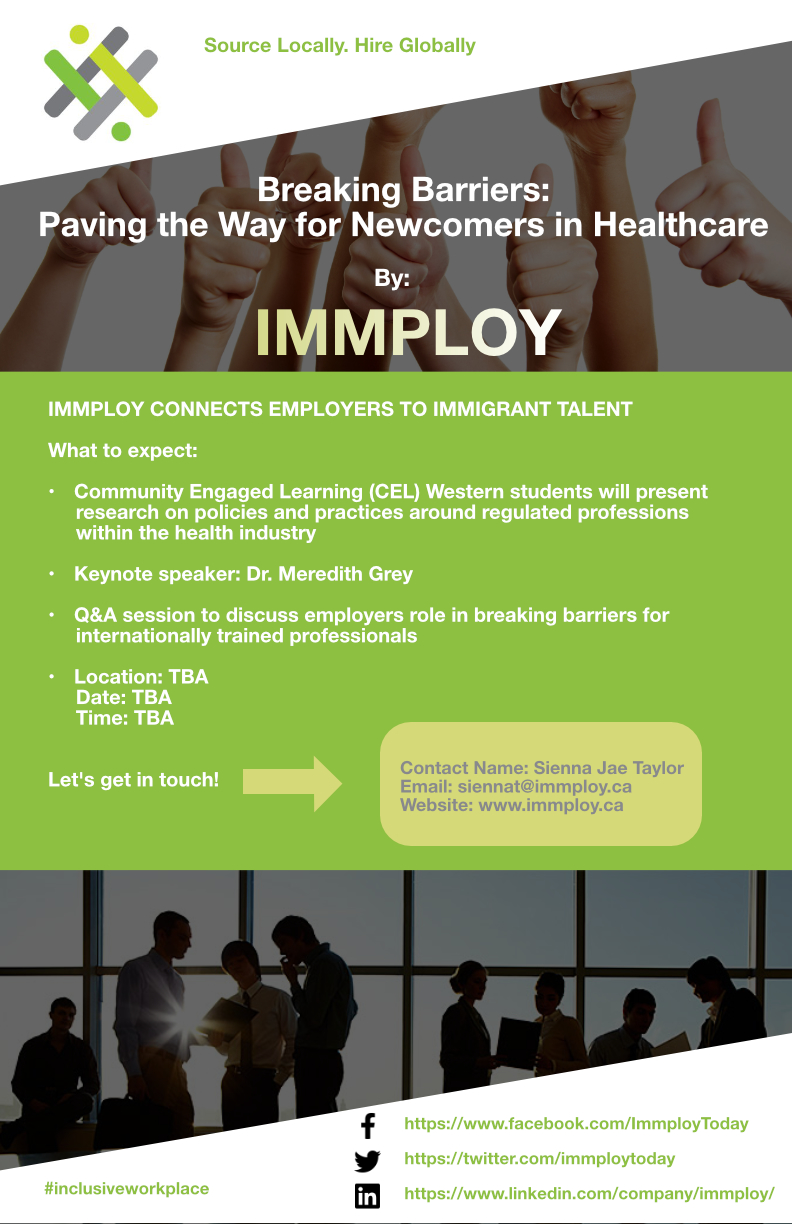 Source Locally. Hire Globally
Breaking Barriers:
Paving the Way for Newcomers in Healthcare
By:
IMMPLOY
IMMPLOY CONNECTS EMPLOYERS TO IMMIGRANT TALENT
What to expect:
• Community Engaged Learning (CEL) Western students will present
research on policies and practices around regulated professions
within the health industry
• Keynote speaker: Dr. Meredith Grey
• Q&A session to discuss employers role in breaking barriers for
internationally trained professionals
• Location: TBA
Date: TBA
Time: TBA
Let's get in touch!
Contact Name: Sienna Jae Taylor
Email: siennat@immploy.ca
Website: www.immploy.ca
https://www.facebook.com/ImmployToday
https://twitter.com/immploytoday
#inclusiveworkplace
https://www.linkedin.com/company/immploy/